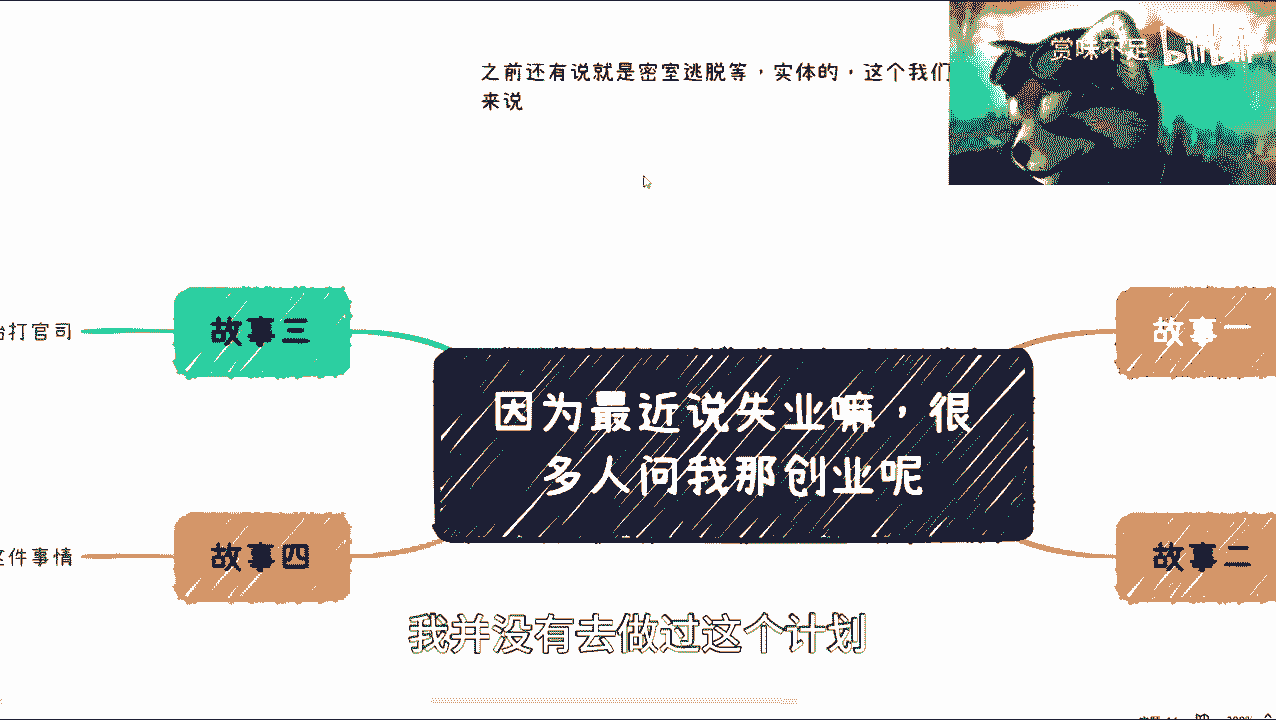 之前还有说就是密室逃脱等，实体的，这个我们
来说
赏味不足 bilibili
打官司
故事三
故事一
因为最近说失业嘛，很
多人问我那创业呢
件事情
故事四
故事二
我并没有去做过这个计划